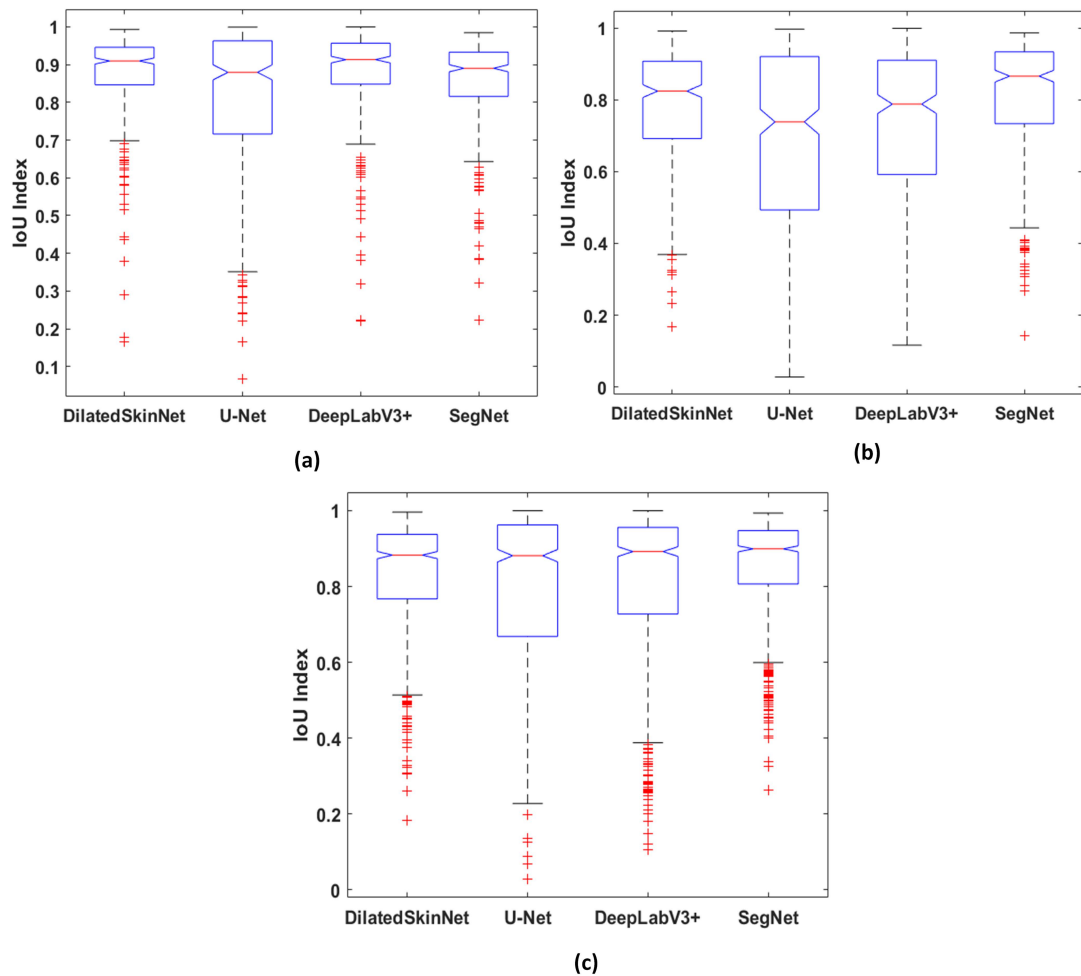 1
0.9
0.8
0.7
0.6
0.5
0.4
0.3
0.2
0.1
IoU Index
DilatedSkinNet U-Net DeepLabV3+ SegNet
(a)
1
0.8
0.6
0.4
0.2
0
IoU Index
DilatedSkinNet U-Net DeepLabV3+ SegNet
(b)
1
0.8
0.6
0.4
0.2
0
IoU Index
DilatedSkinNet U-Net DeepLabV3+ SegNet
(c)